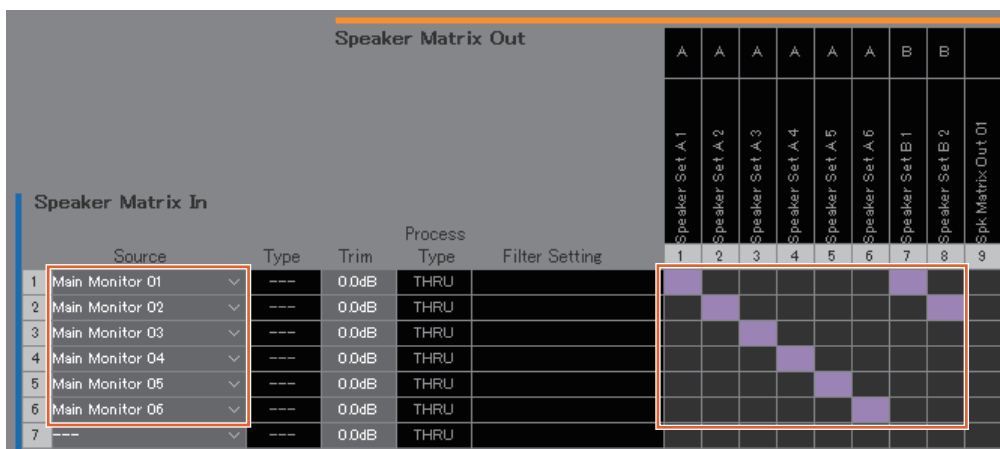 Speaker Matrix Out
A A A A A A B B
Speaker Set A 1
Speaker Set A 2
Speaker Set A 3
Speaker Set A 4
Speaker Set A 5
Speaker Set A 6
Speaker Set B 1
Speaker Set B 2
Spk Matrix Out 01
Speaker Matrix In
Process
Source Type Trim Type Filter Setting 1 2 3 4 5 6 7 8 9
1 Main Monitor 01 --- 0.0dB THRU
2 Main Monitor 02 --- 0.0dB THRU
3 Main Monitor 03 --- 0.0dB THRU
4 Main Monitor 04 --- 0.0dB THRU
5 Main Monitor 05 --- 0.0dB THRU
6 Main Monitor 06 --- 0.0dB THRU
7 --- --- 0.0dB THRU